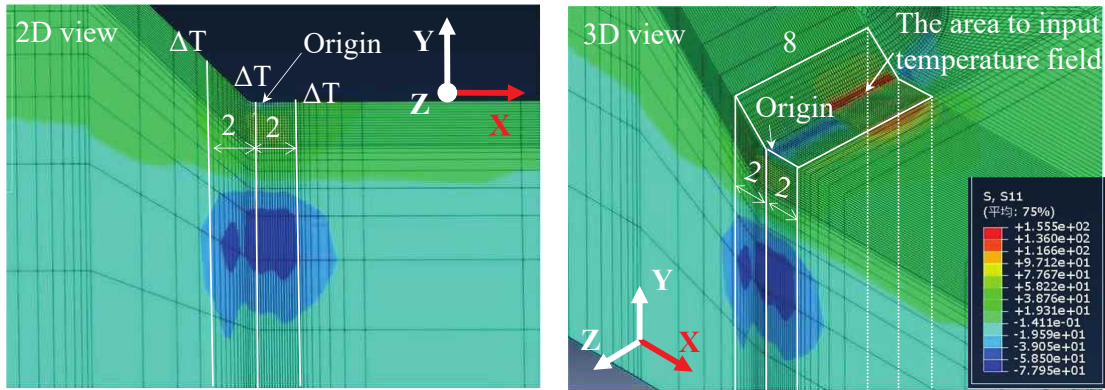 2D view
ΔT
Origin
ΔT
ΔT
2
2
Y
Z
X
3D view
8
The area to input
temperature field
Origin
2
2
Y
Z
X
S, S11
(平均: 75%)
+1.555e+02
+1.360e+02
+1.166e+02
+9.712e+01
+7.767e+01
+5.822e+01
+3.876e+01
+1.931e+01
-1.411e-01
-1.959e+01
-3.905e+01
-5.850e+01
-7.795e+01